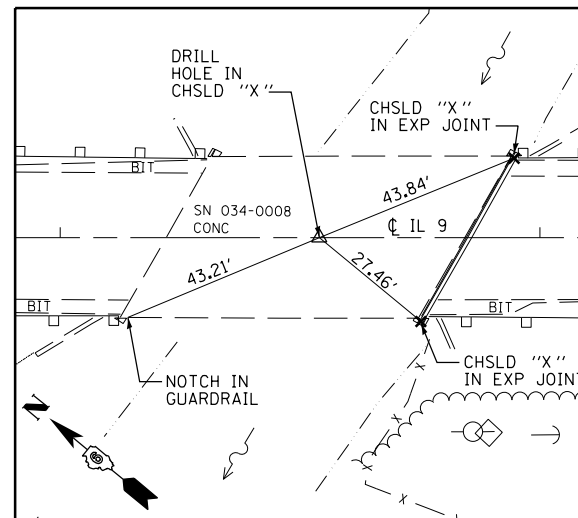 DRILL
HOLE IN
CHSLD "X"
CHSLD "X"
IN EXP JOINT
BIT
43.84'
SN 034-0008
CONC
℄ IL 9
43.21'
27.46'
BIT
BIT
NOTCH IN
GUARDRAIL
CHSLD "X"
IN EXP JOINT
X
X
X
N